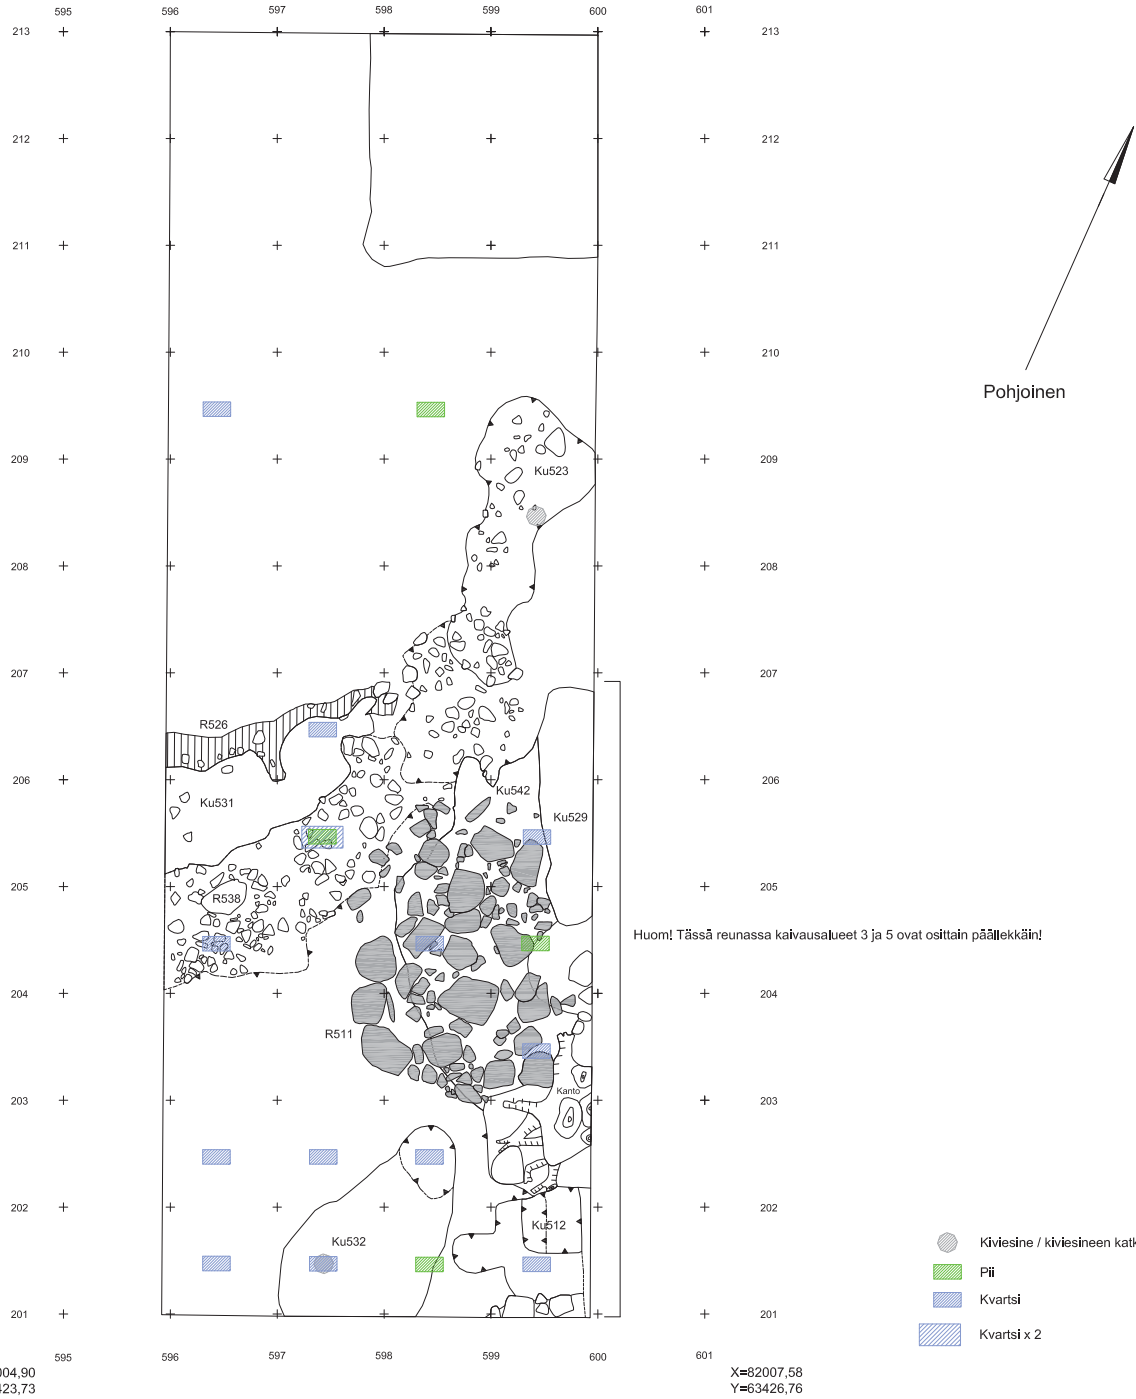 595 596 597 598 599 600 601
213 213
212 212
211 211
210 210
Pohjoinen
209 209
Ku523
208 208
207 207
R526
206 206
Ku542
Ku531
Ku529
205 205
R538
Huom! Tässä reunassa kaivausalueet 3 ja 5 ovat osittain päällekkäin!
204 204
R511
Kanto
203 203
202 202
Ku512
Ku532
Kiviesine / kiviesineen katk
Pii
Kvartsi
201 201
Kvartsi x 2
595 596 597 598 599 600 601
004,90 X=82007,58
423,73 Y=63426,76